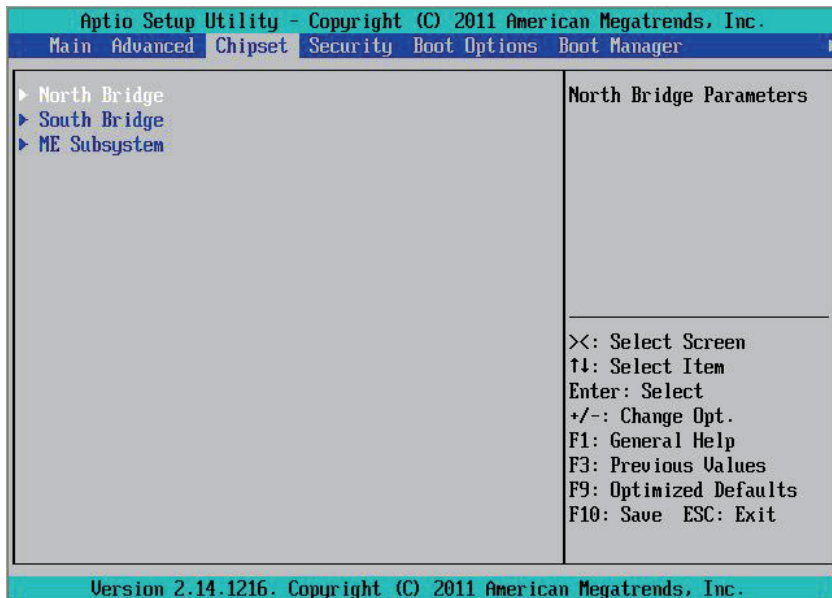 Aptio Setup Utility - Copyright (C) 2011 American Megatrends, Inc.
Main Advanced Chipset Security Boot Options Boot Manager
North Bridge
South Bridge
ME Subsystem
North Bridge Parameters
><: Select Screen
↑↓: Select Item
Enter: Select
+/-: Change Opt.
F1: General Help
F3: Previous Values
F9: Optimized Defaults
F10: Save ESC: Exit
Version 2.14.1216. Copyright (C) 2011 American Megatrends, Inc.